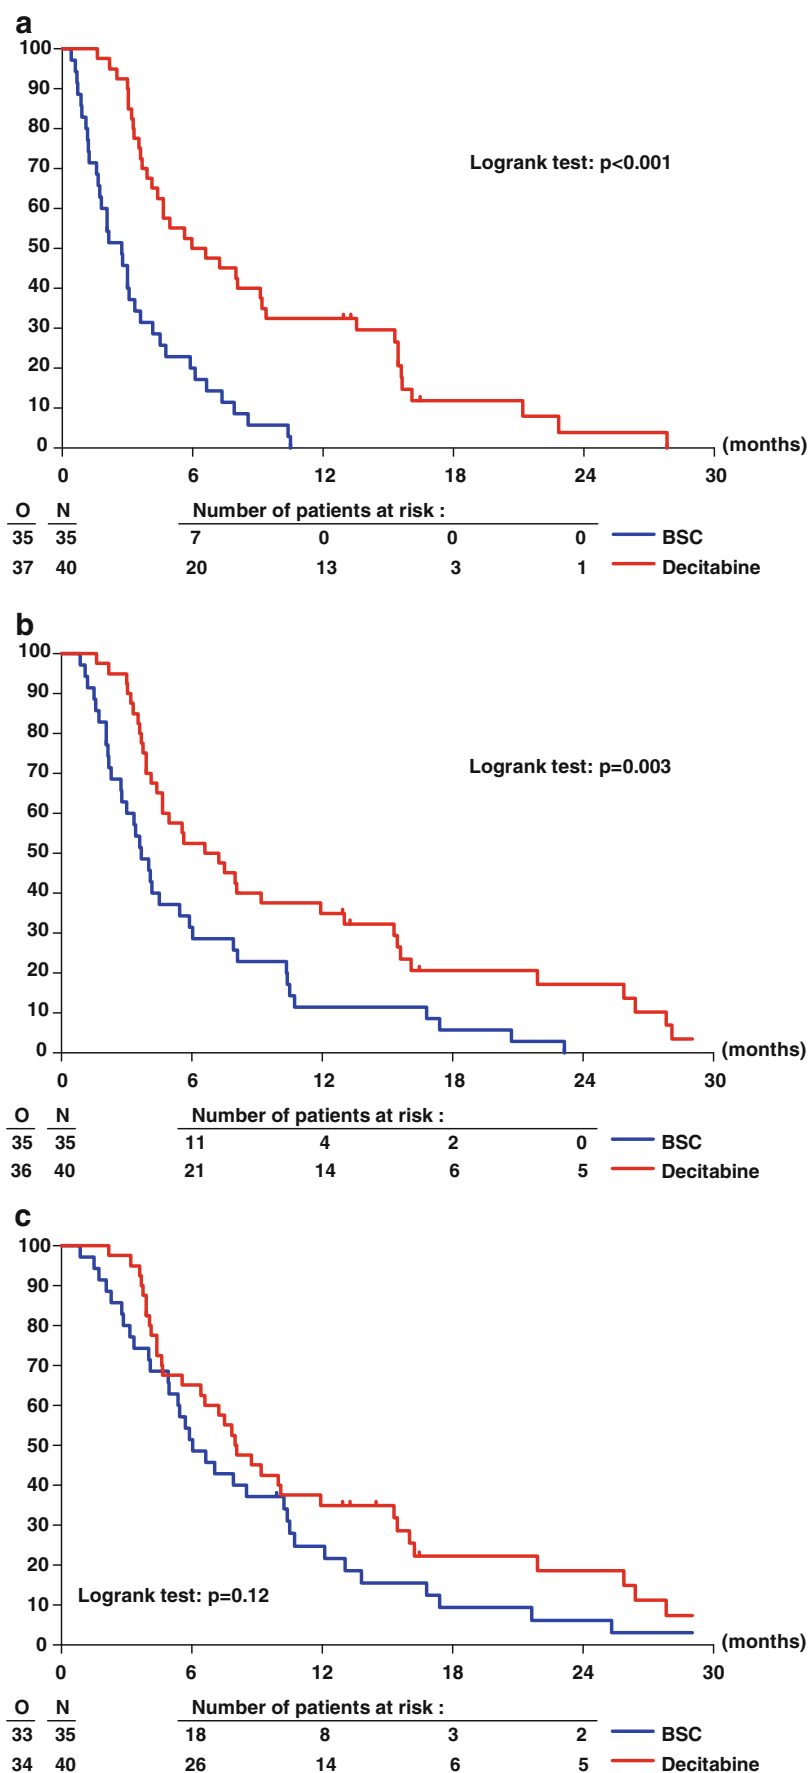 a
100
90
80
70
Logrank test: p<0.001
60
50
40
30
20
10
0
(months)
0 6 12 18 24 30
O N Number of patients at risk :
35 35 7 0 0 0 BSC
37 40 20 13 3 1 Decitabine
b
100
90
80
70
Logrank test: p=0.003
60
50
40
30
20
10
0
(months)
0 6 12 18 24 30
O N Number of patients at risk :
35 35 11 4 2 0 BSC
36 40 21 14 6 5 Decitabine
c
100
90
80
70
60
50
40
30
20
10
Logrank test: p=0.12
0
(months)
0 6 12 18 24 30
O N Number of patients at risk :
33 35 18 8 3 2 BSC
34 40 26 14 6 5 Decitabine